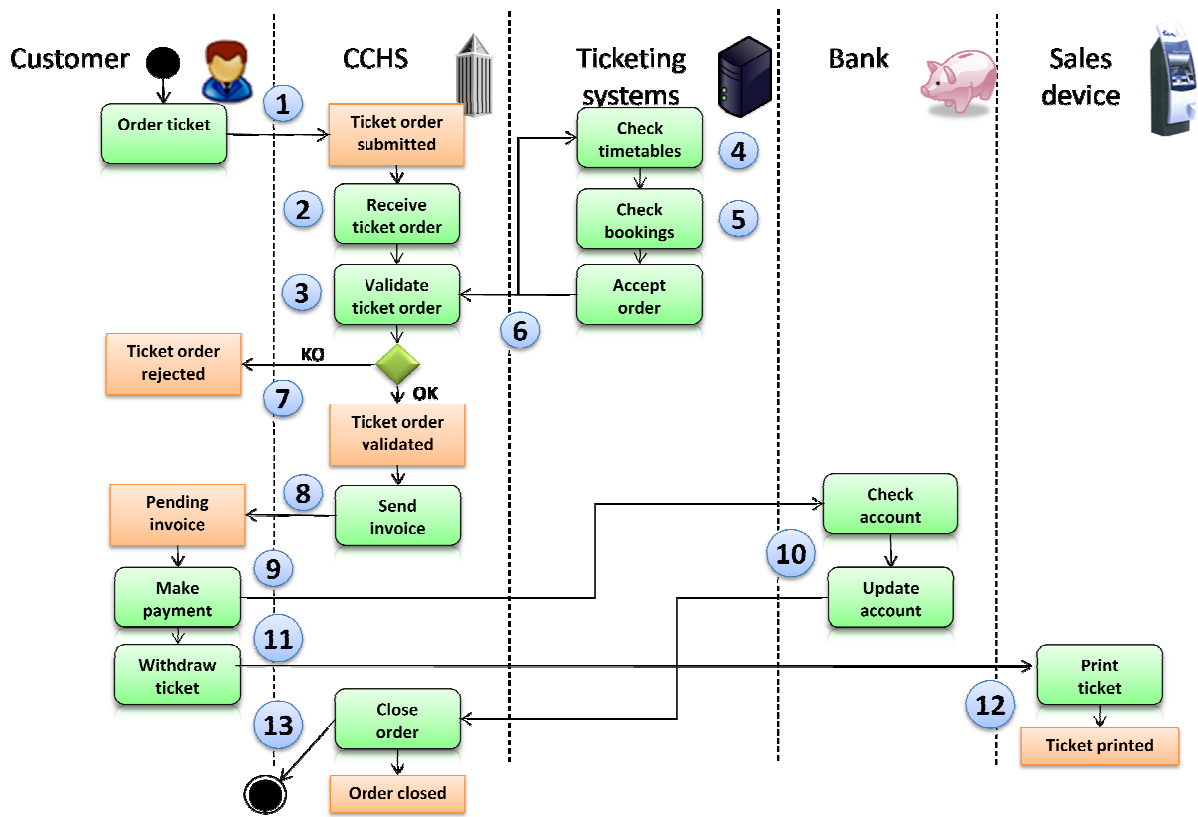 Customer
CCHS
Ticketing
systems
Bank
Sales
device
1
Order ticket
Ticket order
submitted
Check
timetables
4
2
Receive
ticket order
Check
bookings
5
3
Validate
ticket order
Accept
order
6
Ticket order
rejected
KO
7
OK
Ticket order
validated
Pending
invoice
8
Send
invoice
Check
account
9
10
Make
payment
Update
account
11
Withdraw
ticket
Print
ticket
12
13
Close
order
Ticket printed
Order closed